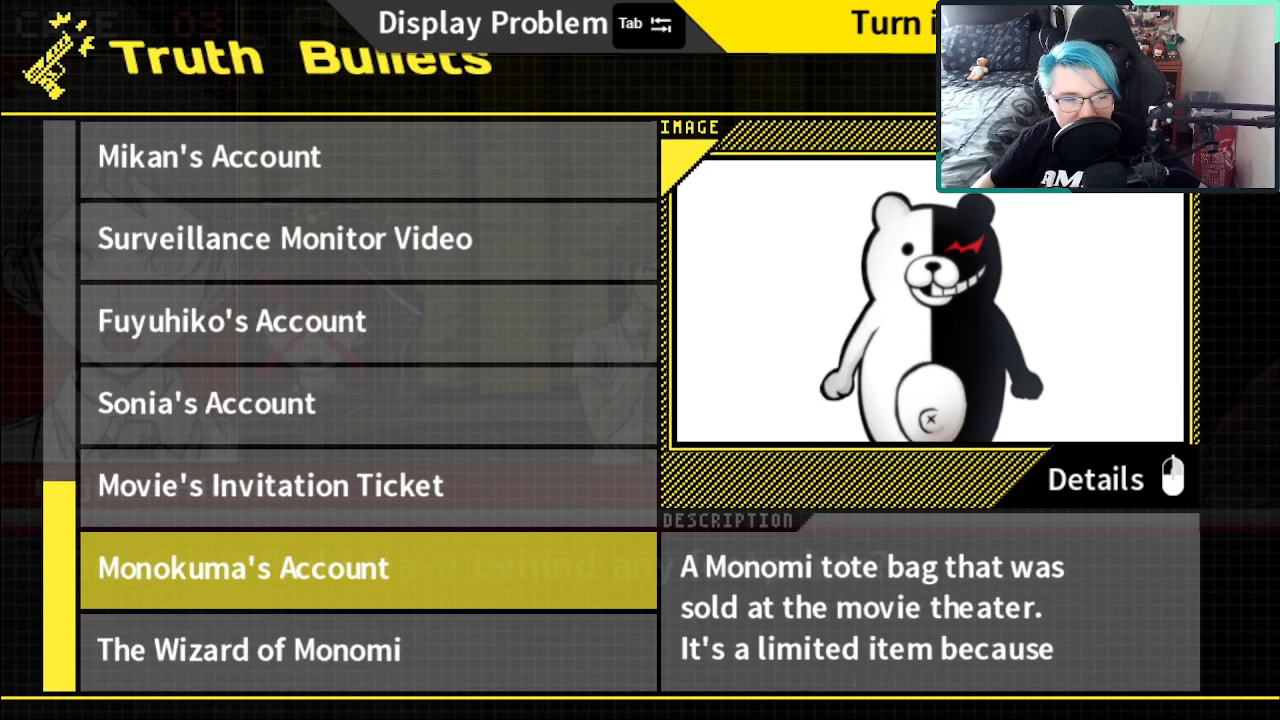 Display Problem Tab
Turn i
Truth Bullets
Mikan's Account
Surveillance Monitor Video
Fuyuhiko's Account
Sonia's Account
Movie's Invitation Ticket
Monokuma's Account
The Wizard of Monomi
IMAGE
Details
DESCRIPTION
A Monomi tote bag that was
sold at the movie theater.
It's a limited item because